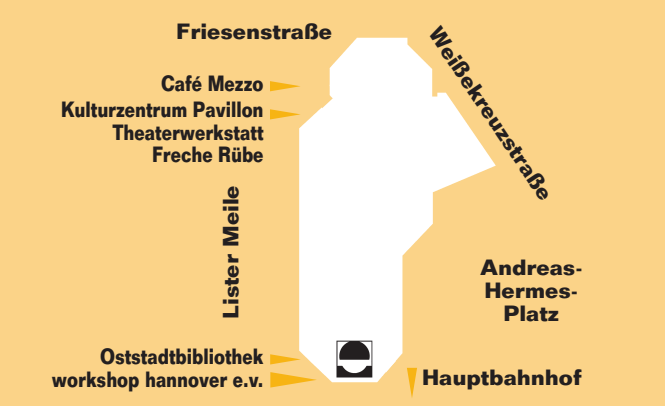 Friesenstraße
Weißekreuzstraße
Café Mezzo
Kulturzentrum Pavillon
Theaterwerkstatt
Freche Rübe
Lister Meile
Andreas-
Hermes-
Platz
Oststadtbibliothek
workshop hannover e.v.
Hauptbahnhof